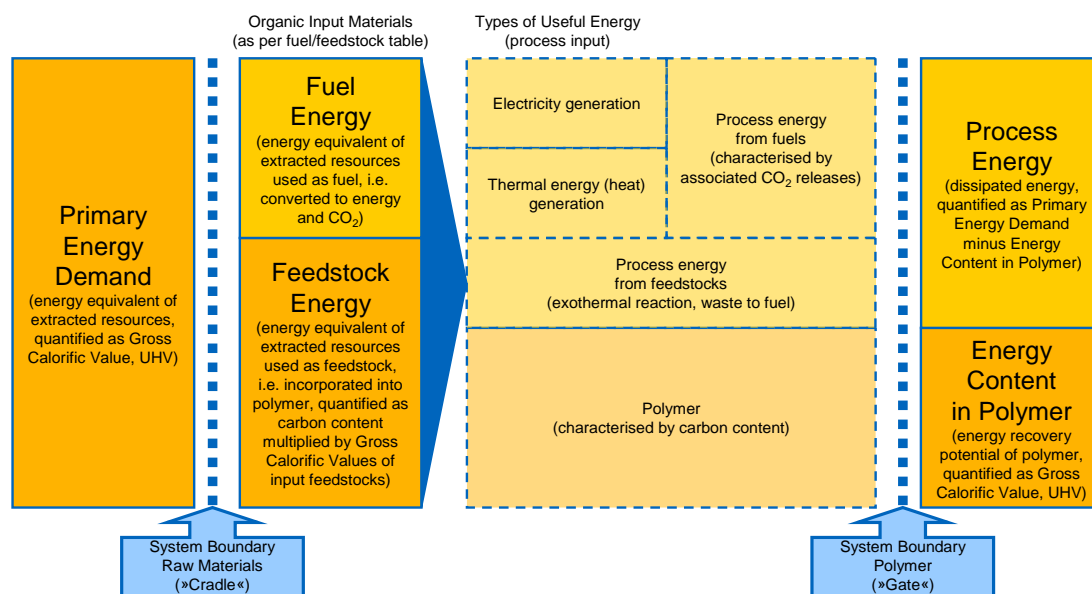 Organic Input Materials
(as per fuel/feedstock table)
Types of Useful Energy
(process input)
Primary
Energy
Demand
(energy equivalent of
extracted resources,
quantified as Gross
Calorific Value, UHV)
Fuel
Energy
(energy equivalent of
extracted resources
used as fuel, i.e.
converted to energy
and CO₂)
Feedstock
Energy
(energy equivalent of
extracted resources
used as feedstock,
i.e. incorporated into
polymer, quantified as
carbon content
multiplied by Gross
Calorific Values of
input feedstocks)
Electricity generation
Thermal energy (heat)
generation
Process energy
from fuels
(characterised by
associated CO₂ releases)
Process energy
from feedstocks
(exothermal reaction, waste to fuel)
Polymer
(characterised by carbon content)
Process
Energy
(dissipated energy,
quantified as Primary
Energy Demand
minus Energy
Content in Polymer)
Energy
Content
in Polymer
(energy recovery
potential of polymer,
quantified as Gross
Calorific Value, UHV)
System Boundary
Raw Materials
(»Cradle«)
System Boundary
Polymer
(»Gate«)